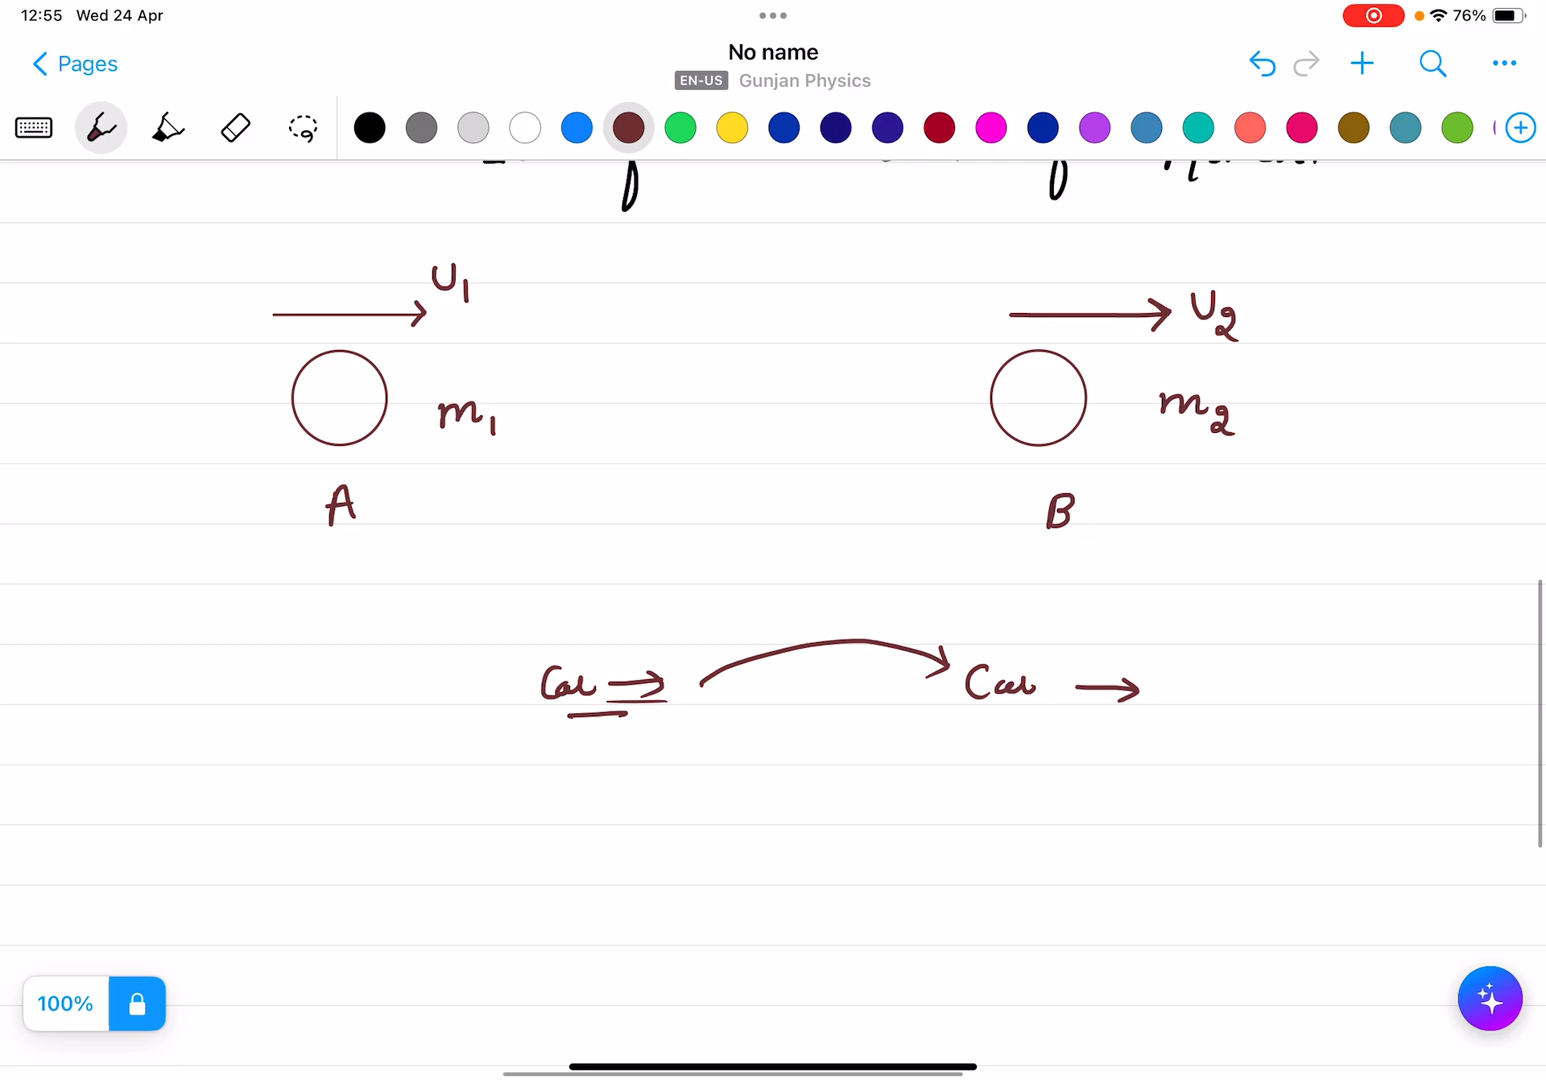 12:55 Wed 24 Apr
76%
Pages
No name
EN-US Gunjan Physics
U1
U2
m1
m2
A
B
Car
Car
100%